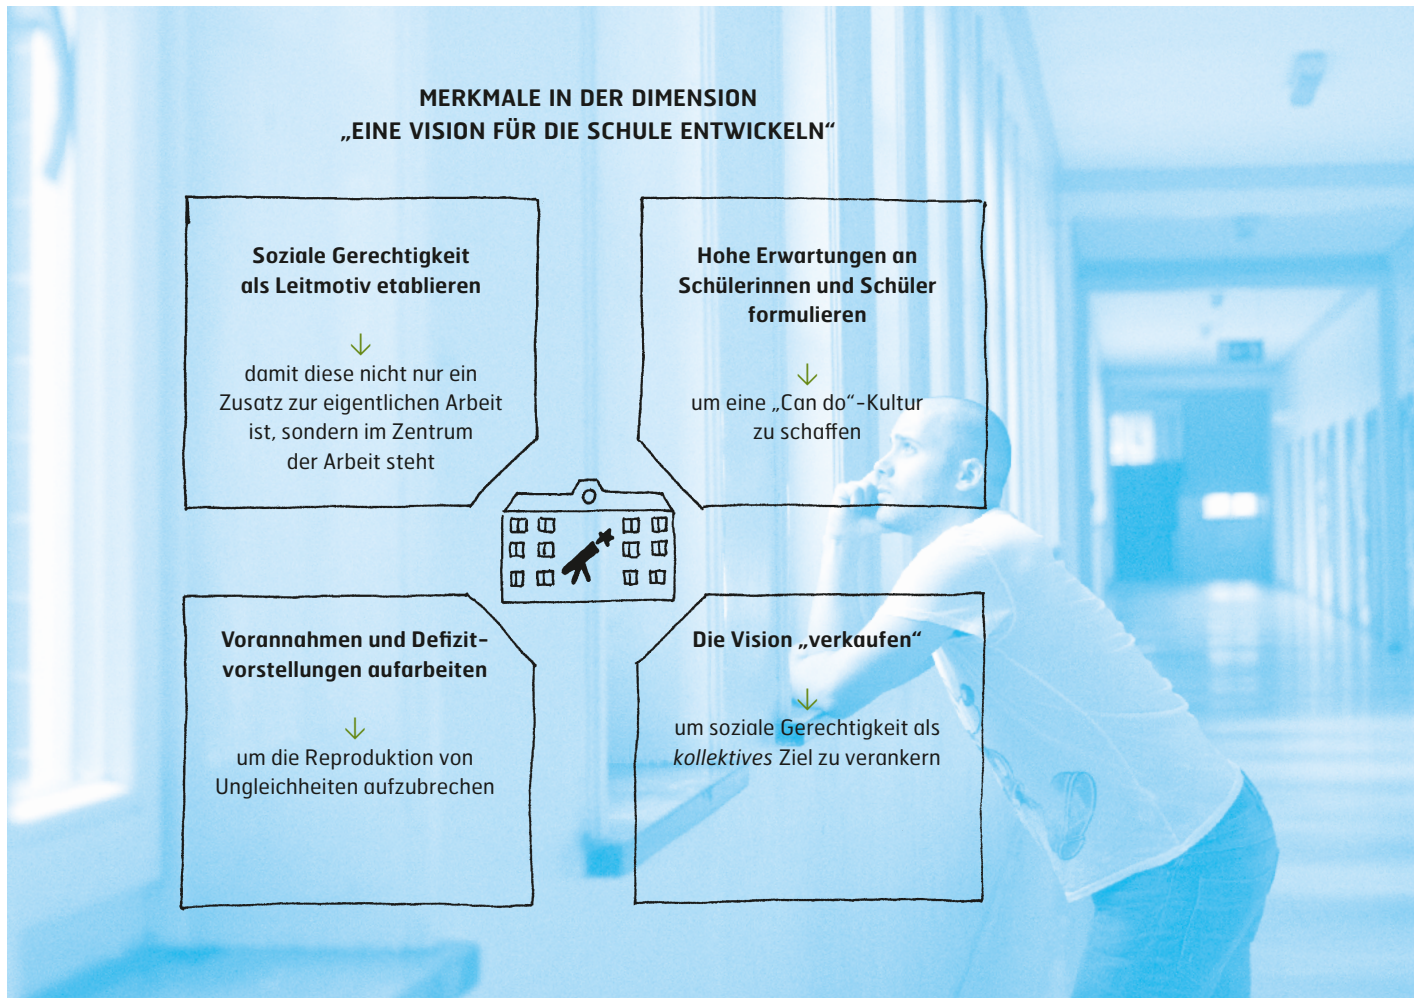 MERKMALE IN DER DIMENSION
„EINE VISION FÜR DIE SCHULE ENTWICKELN“
Soziale Gerechtigkeit
als Leitmotiv etablieren
↓
damit diese nicht nur ein
Zusatz zur eigentlichen Arbeit
ist, sondern im Zentrum
der Arbeit steht
Hohe Erwartungen an
Schülerinnen und Schüler
formulieren
↓
um eine „Can do“-Kultur
zu schaffen
Vorannahmen und Defizit-
vorstellungen aufarbeiten
↓
um die Reproduktion von
Ungleichheiten aufzubrechen
Die Vision „verkaufen“
↓
um soziale Gerechtigkeit als
kollektives Ziel zu verankern